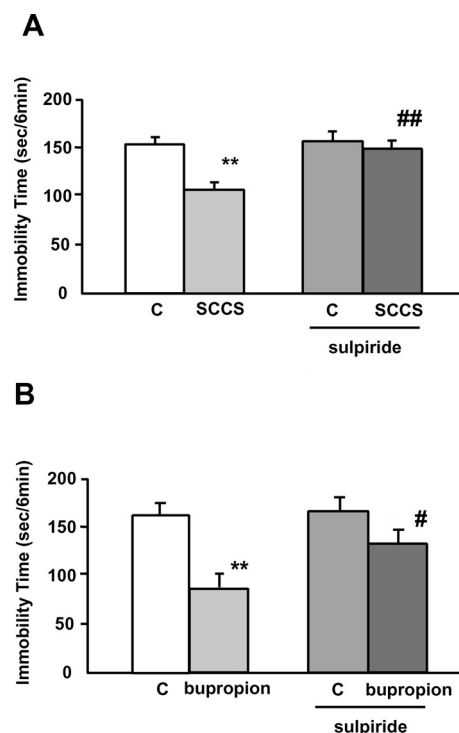 A
Immobility Time (sec/6min)
200
150
100
50
0
**
##
C SCCS C SCCS
sulpiride
B
Immobility Time (sec/6min)
200
150
100
50
0
**
#
C bupropion C bupropion
sulpiride